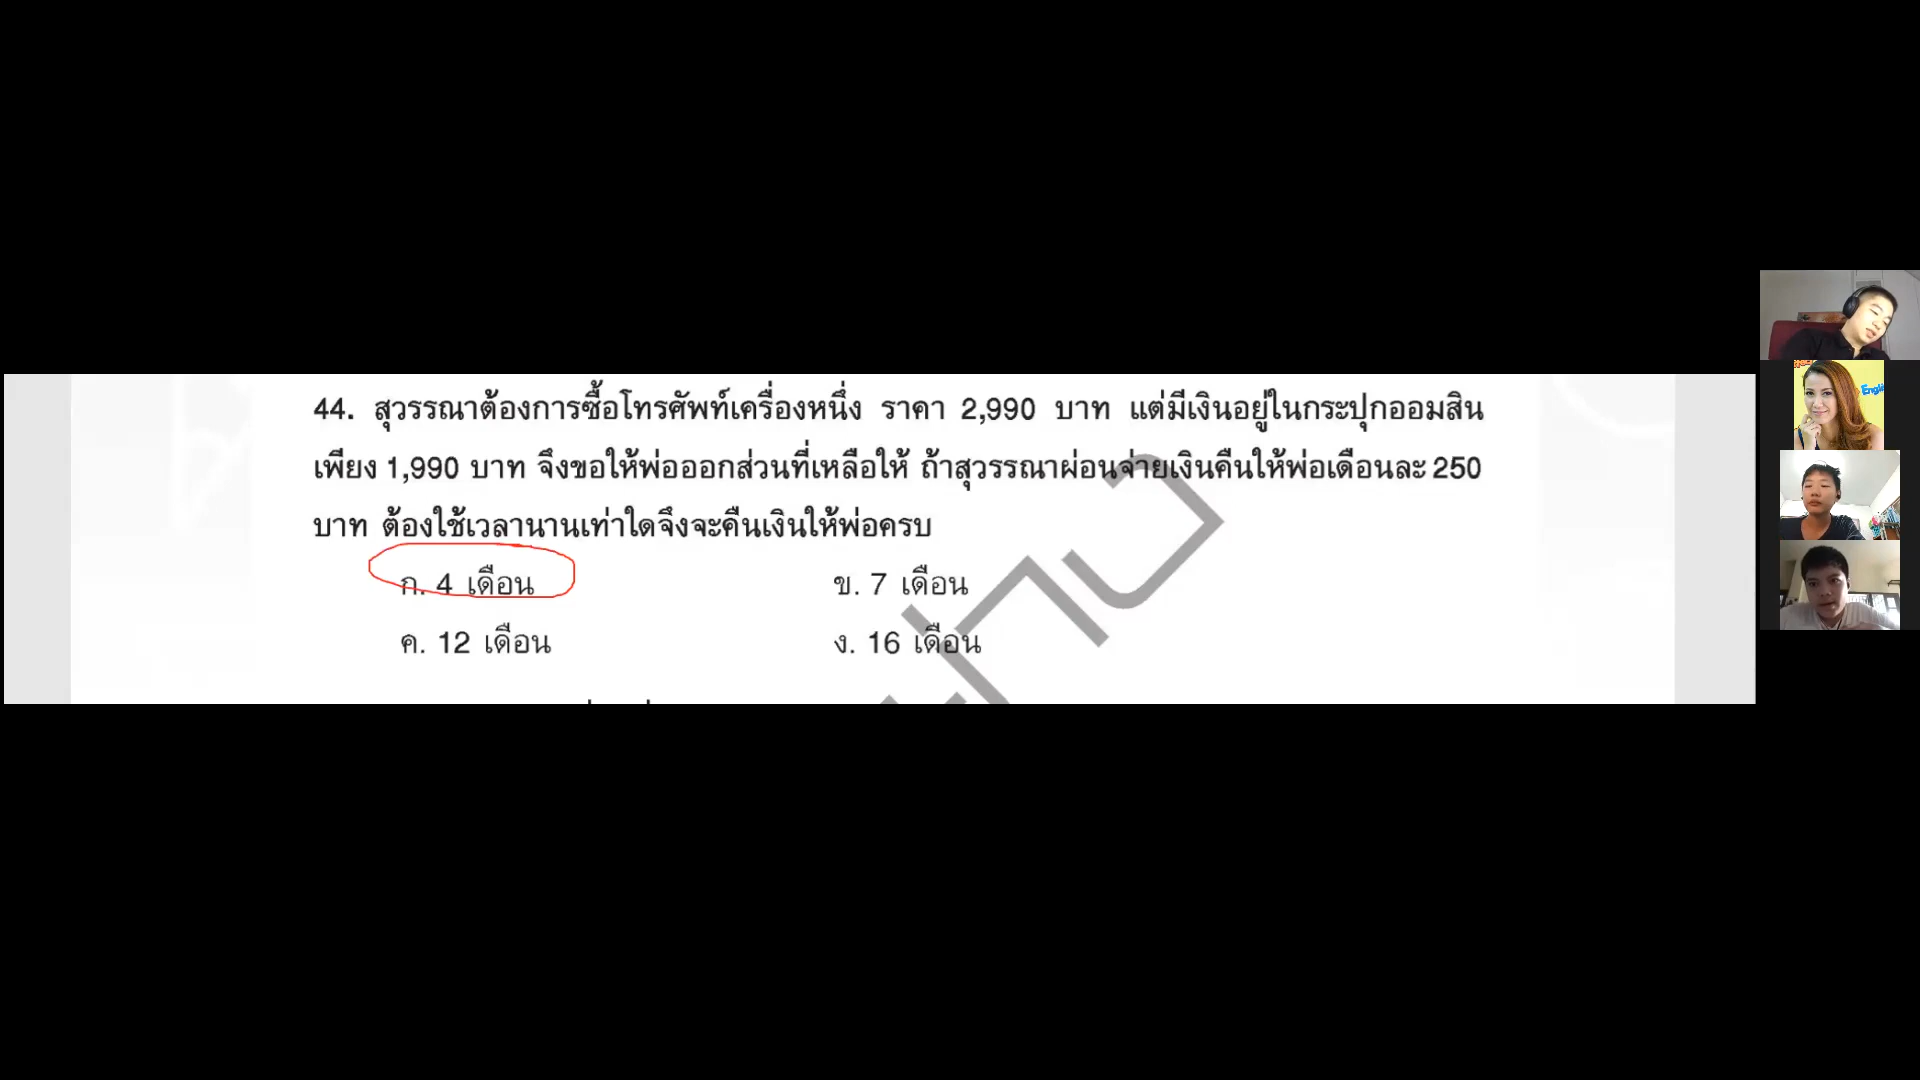 44. สุวรรณาต้องการซื้อโทรศัพท์เครื่องหนึ่ง ราคา 2,990 บาท แต่มีเงินอยู่ในกระปุกออมสิน
เพียง 1,990 บาท จึงขอให้พ่อออกส่วนที่เหลือให้ ถ้าสุวรรณาผ่อนจ่ายเงินคืนให้พ่อเดือนละ 250
บาท ต้องใช้เวลานานเท่าใดจึงจะคืนเงินให้พ่อครบ
ก. 4 เดือน ข. 7 เดือน
ค. 12 เดือน ง. 16 เดือน